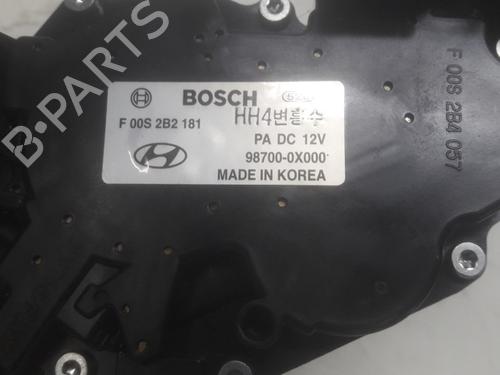 B-PARTS
BOSCH
F 00S 2B2 181
HH4변흥수
PA DC 12V
98700-0X000
MADE IN KOREA
F 00S 2B4 057